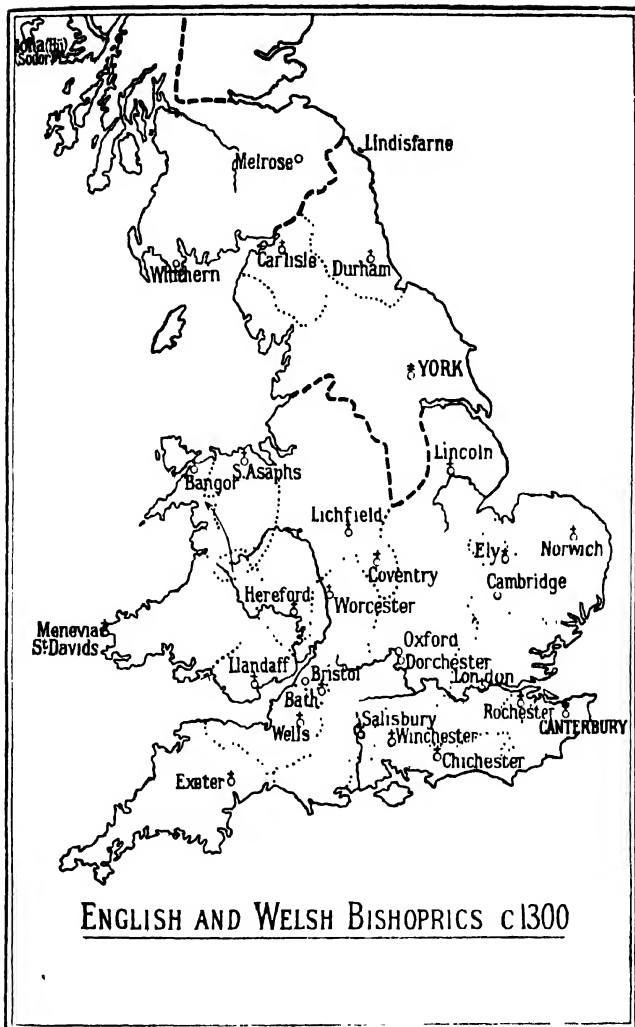 Iona (Hii)
(Sodor)
Lindisfarne
Melrose
Carlisle
Whithern
Durham
YORK
Lincoln
S. Asaphs
Bangor
Lichfield
Ely
Norwich
Coventry
Cambridge
Hereford
Worcester
Menevia
St. Davids
Oxford
Dorchester
Llandaff
Bristol
London
Bath
Rochester
CANTERBURY
Wells
Salisbury
Winchester
Chichester
Exeter
ENGLISH AND WELSH BISHOPRICS c1300